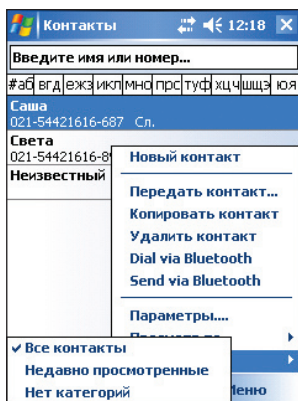 Контакты 12:18
Введите имя или номер...
#аб вгд ежз икл мно прс туф хцч шщэ юя
Саша
021-54421616-687 Сл.
Света
021-54421616-8
Неизвестный
Новый контакт
Передать контакт...
Копировать контакт
Удалить контакт
Dial via Bluetooth
Send via Bluetooth
Параметры....
Все контакты
Недавно просмотренные
Нет категорий